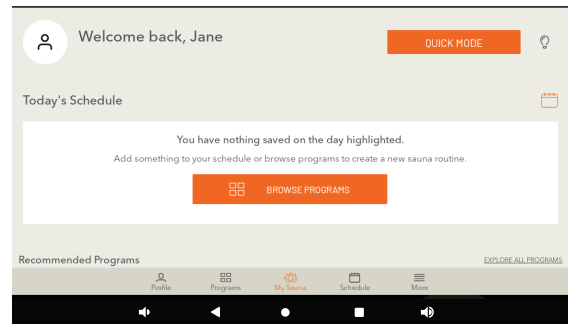 Welcome back, Jane
QUICK MODE
Today's Schedule
You have nothing saved on the day highlighted.
Add something to your schedule or browse programs to create a new sauna routine.
BROWSE PROGRAMS
Recommended Programs
EXPLORE ALL PROGRAMS
Profile
Programs
My Sauna
Schedule
More